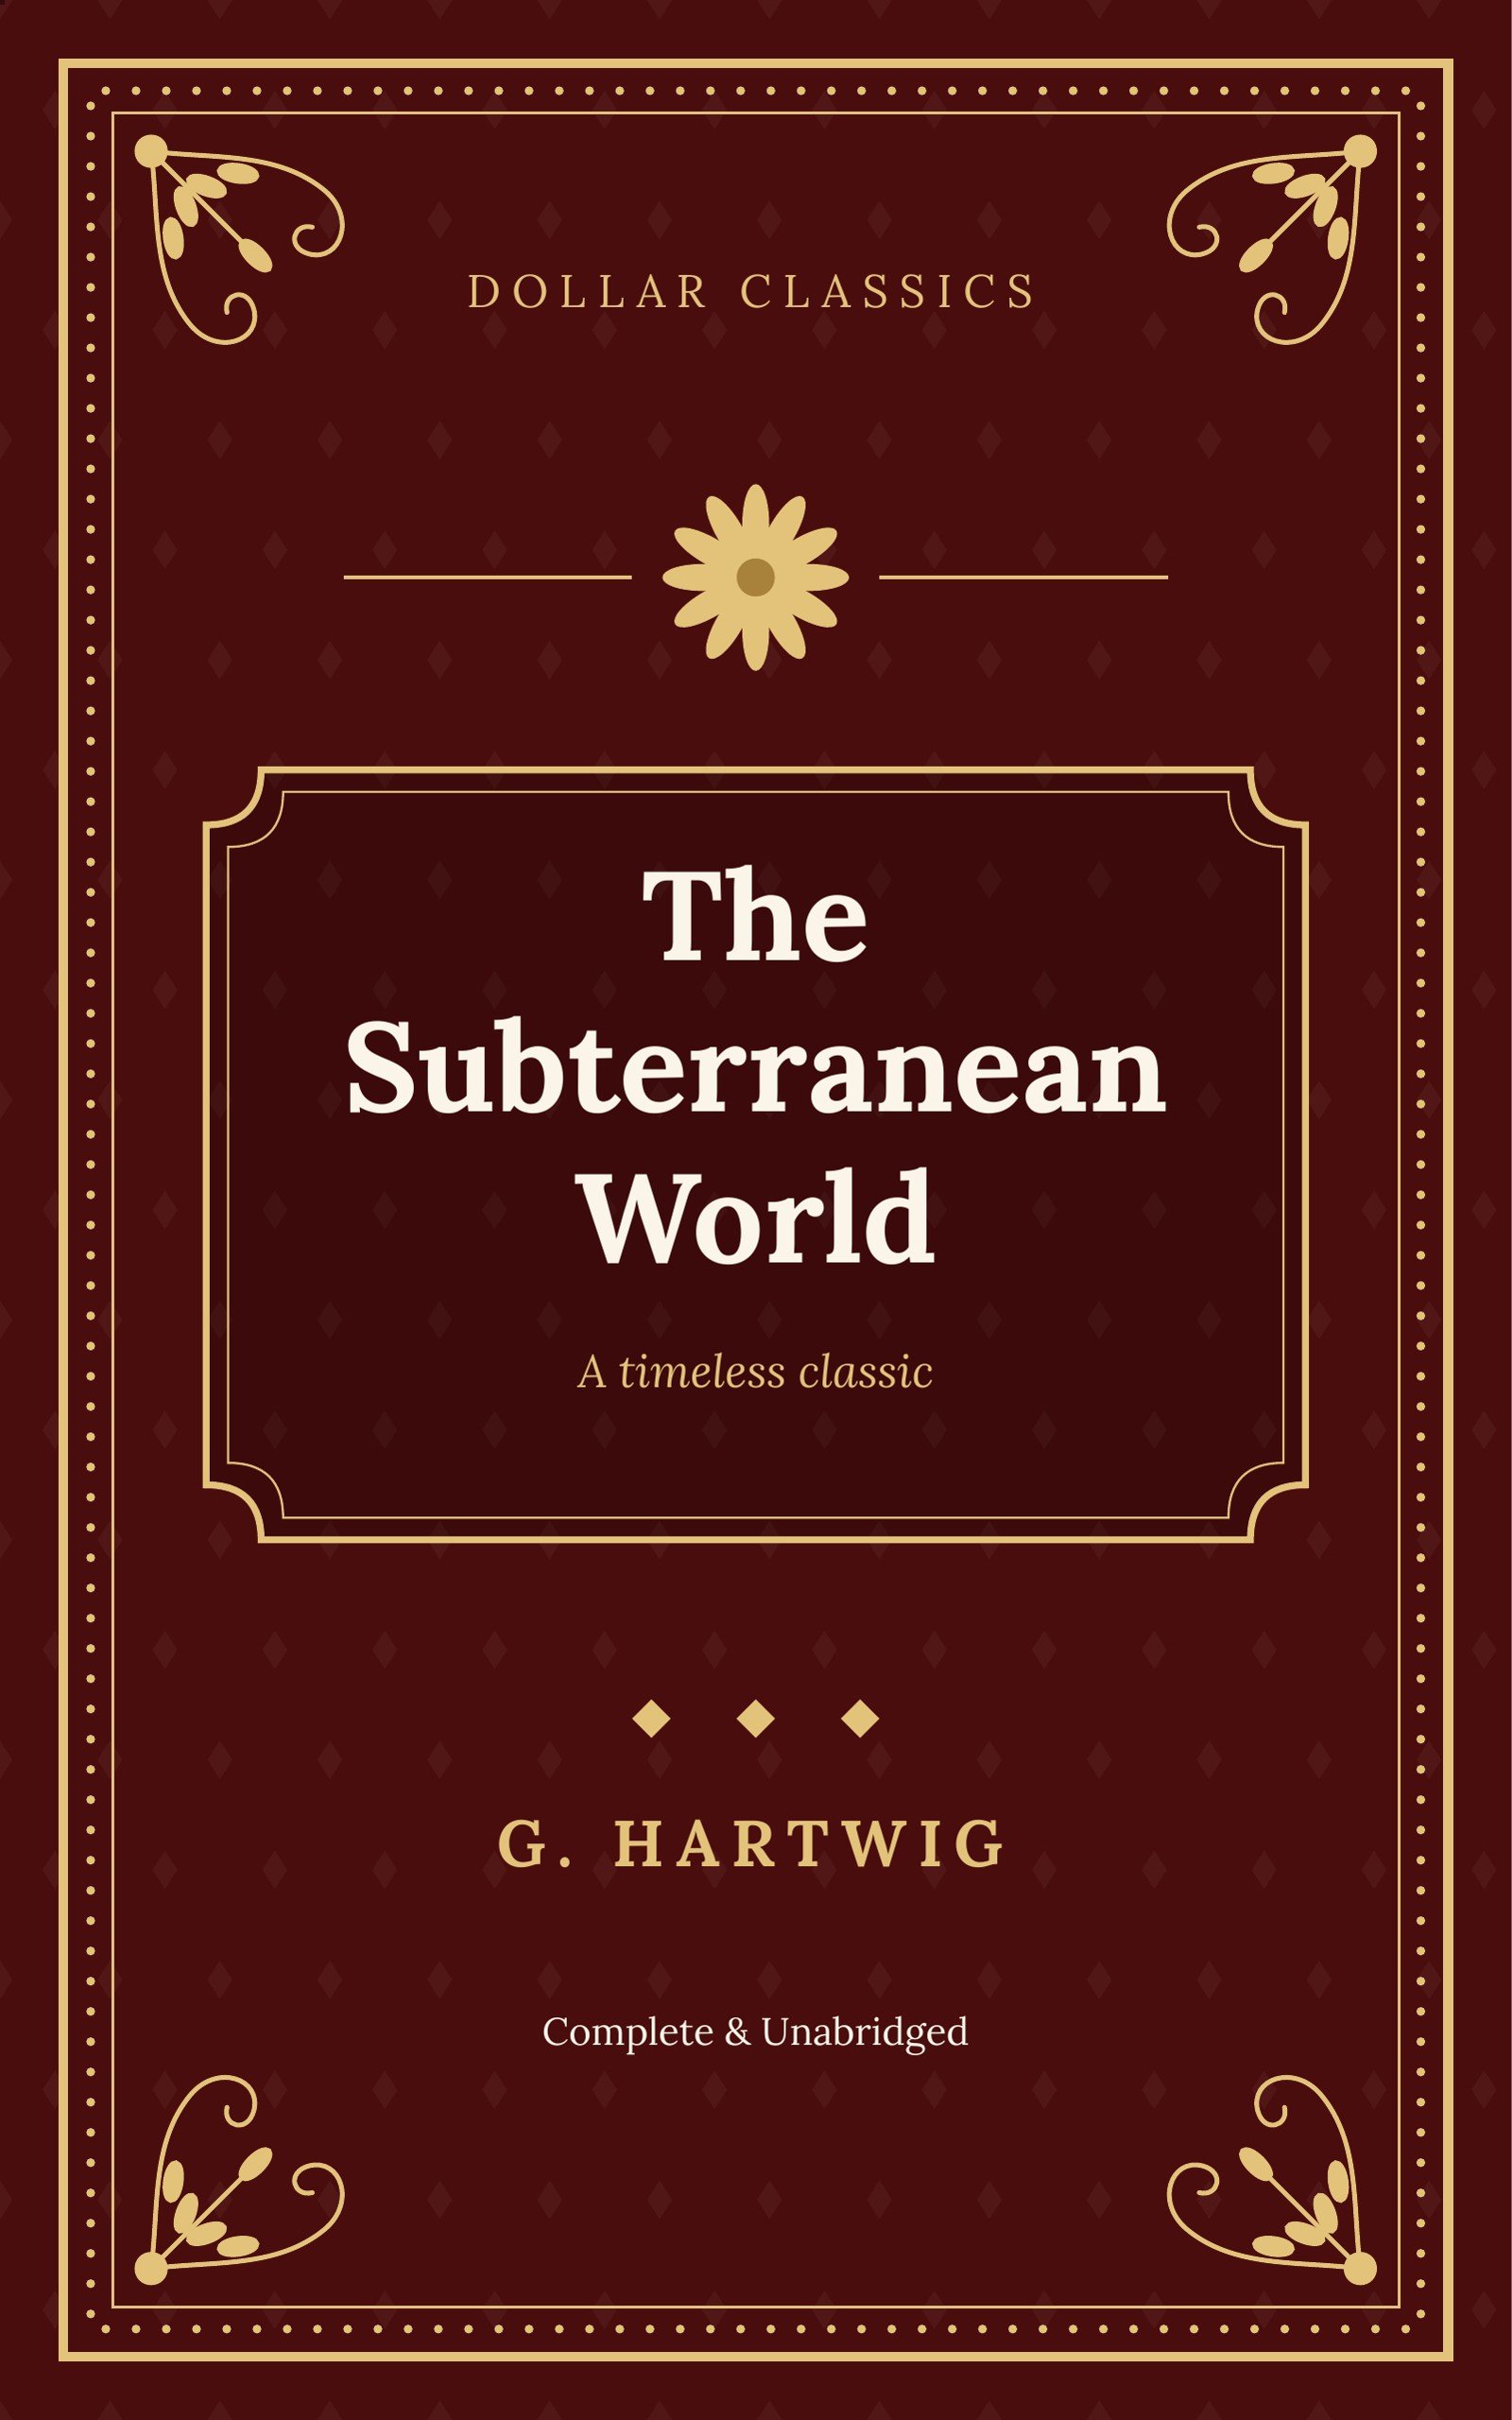 DOLLAR CLASSICS
The
Subterranean
World
A timeless classic
G. HARTWIG
Complete & Unabridged